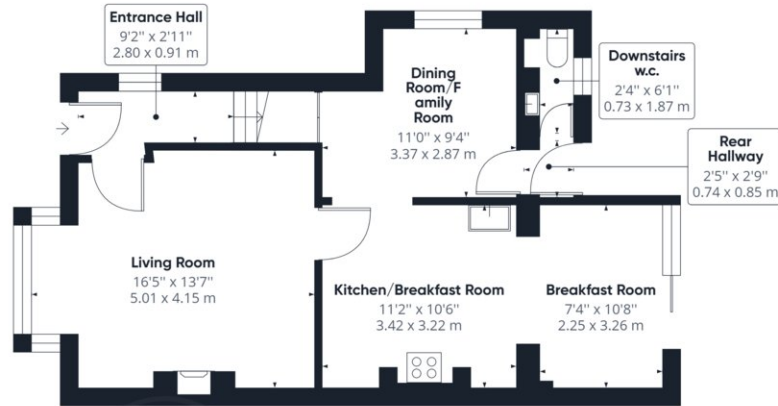 Entrance Hall
9'2" x 2'11"
2.80 x 0.91 m
Dining
Room/F
amily
Room
11'0" x 9'4"
3.37 x 2.87 m
Downstairs
w.c.
2'4" x 6'1"
0.73 x 1.87 m
Rear
Hallway
2'5" x 2'9"
0.74 x 0.85 m
Living Room
16'5" x 13'7"
5.01 x 4.15 m
Kitchen/Breakfast Room
11'2" x 10'6"
3.42 x 3.22 m
Breakfast Room
7'4" x 10'8"
2.25 x 3.26 m